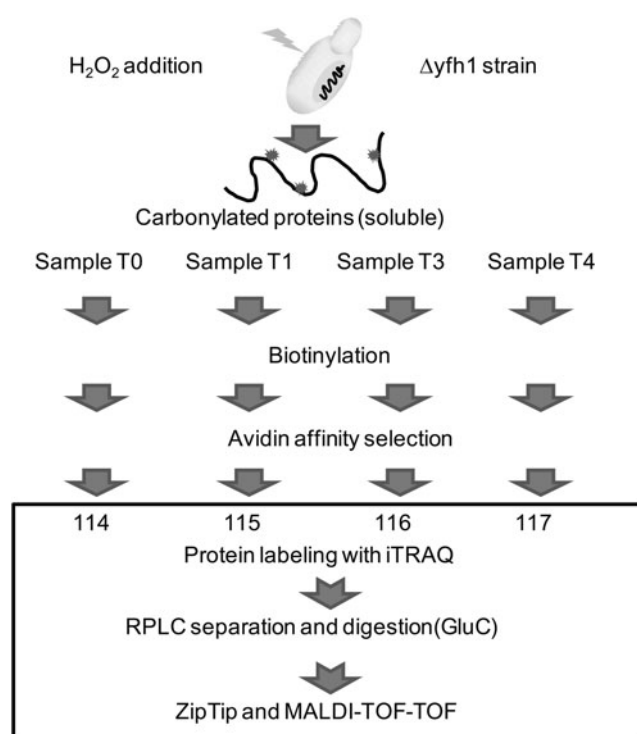 H₂O₂ addition Δyfh1 strain
Carbonylated proteins (soluble)
Sample T0 Sample T1 Sample T3 Sample T4
Biotinylation
Avidin affinity selection
114 115 116 117
Protein labeling with iTRAQ
RPLC separation and digestion(GluC)
ZipTip and MALDI-TOF-TOF